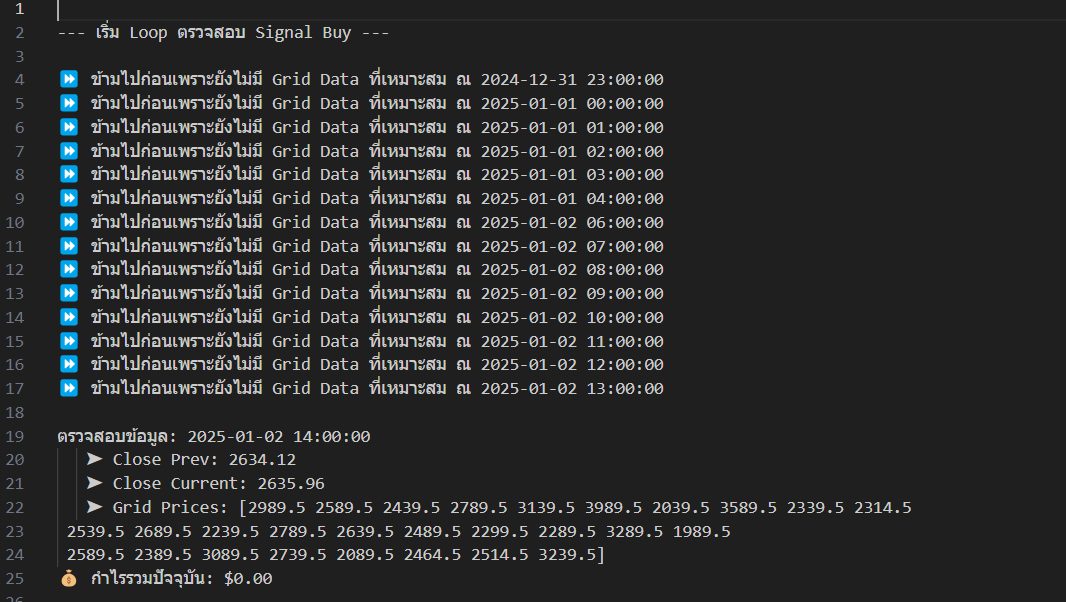 1
2 --- เริ่ม Loop ตรวจสอบ Signal Buy ---
3
4 ⏩ ข้ามไปก่อนเพราะยังไม่มี Grid Data ที่เหมาะสม ณ 2024-12-31 23:00:00
5 ⏩ ข้ามไปก่อนเพราะยังไม่มี Grid Data ที่เหมาะสม ณ 2025-01-01 00:00:00
6 ⏩ ข้ามไปก่อนเพราะยังไม่มี Grid Data ที่เหมาะสม ณ 2025-01-01 01:00:00
7 ⏩ ข้ามไปก่อนเพราะยังไม่มี Grid Data ที่เหมาะสม ณ 2025-01-01 02:00:00
8 ⏩ ข้ามไปก่อนเพราะยังไม่มี Grid Data ที่เหมาะสม ณ 2025-01-01 03:00:00
9 ⏩ ข้ามไปก่อนเพราะยังไม่มี Grid Data ที่เหมาะสม ณ 2025-01-01 04:00:00
10 ⏩ ข้ามไปก่อนเพราะยังไม่มี Grid Data ที่เหมาะสม ณ 2025-01-02 06:00:00
11 ⏩ ข้ามไปก่อนเพราะยังไม่มี Grid Data ที่เหมาะสม ณ 2025-01-02 07:00:00
12 ⏩ ข้ามไปก่อนเพราะยังไม่มี Grid Data ที่เหมาะสม ณ 2025-01-02 08:00:00
13 ⏩ ข้ามไปก่อนเพราะยังไม่มี Grid Data ที่เหมาะสม ณ 2025-01-02 09:00:00
14 ⏩ ข้ามไปก่อนเพราะยังไม่มี Grid Data ที่เหมาะสม ณ 2025-01-02 10:00:00
15 ⏩ ข้ามไปก่อนเพราะยังไม่มี Grid Data ที่เหมาะสม ณ 2025-01-02 11:00:00
16 ⏩ ข้ามไปก่อนเพราะยังไม่มี Grid Data ที่เหมาะสม ณ 2025-01-02 12:00:00
17 ⏩ ข้ามไปก่อนเพราะยังไม่มี Grid Data ที่เหมาะสม ณ 2025-01-02 13:00:00
18
19 ตรวจสอบข้อมูล: 2025-01-02 14:00:00
20 ➤ Close Prev: 2634.12
21 ➤ Close Current: 2635.96
22 ➤ Grid Prices: [2989.5 2589.5 2439.5 2789.5 3139.5 3989.5 2039.5 3589.5 2339.5 2314.5
23 2539.5 2689.5 2239.5 2789.5 2639.5 2489.5 2299.5 2289.5 3289.5 1989.5
24 2589.5 2389.5 3089.5 2739.5 2089.5 2464.5 2514.5 3239.5]
25 💰 กำไรรวมปัจจุบัน: $0.00
26